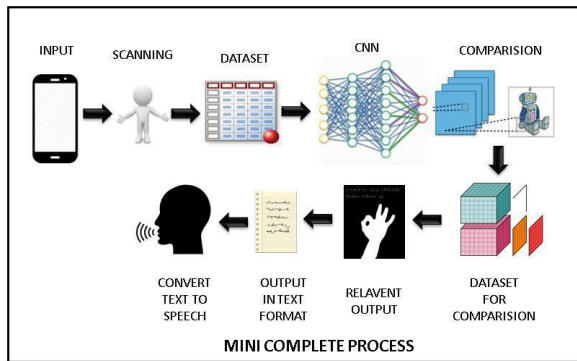 INPUT
SCANNING
DATASET
CNN
COMPARISION
CONVERT
TEXT TO
SPEECH
OUTPUT
IN TEXT
FORMAT
RELAVENT
OUTPUT
DATASET
FOR
COMPARISION
MINI COMPLETE PROCESS